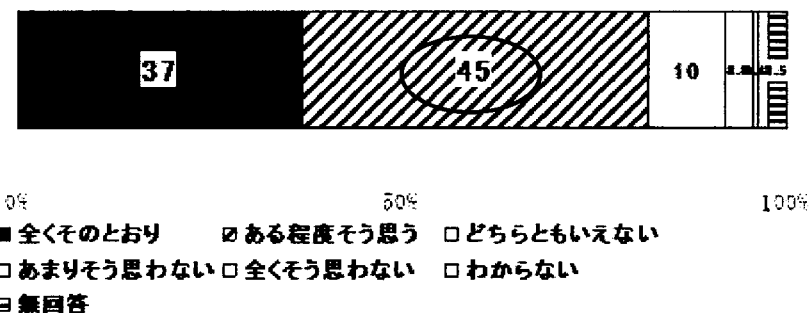 37 45 10
0% 50% 100%
全くそのとおり ある程度そう思う どちらともいえない
あまりそう思わない 全くそう思わない わからない
無回答